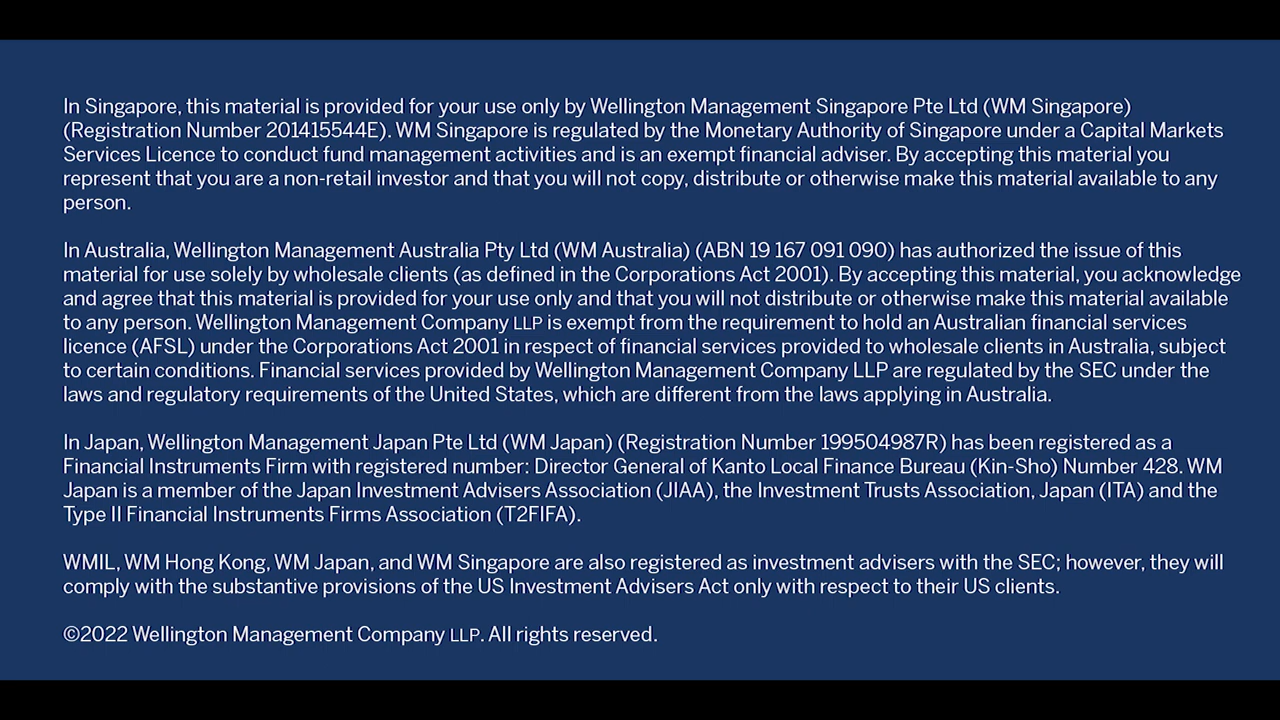 In Singapore, this material is provided for your use only by Wellington Management Singapore Pte Ltd (WM Singapore)
(Registration Number 201415544E). WM Singapore is regulated by the Monetary Authority of Singapore under a Capital Markets
Services Licence to conduct fund management activities and is an exempt financial adviser. By accepting this material you
represent that you are a non-retail investor and that you will not copy, distribute or otherwise make this material available to any
person.
In Australia, Wellington Management Australia Pty Ltd (WM Australia) (ABN 19 167 091 090) has authorized the issue of this
material for use solely by wholesale clients (as defined in the Corporations Act 2001). By accepting this material, you acknowledge
and agree that this material is provided for your use only and that you will not distribute or otherwise make this material available
to any person. Wellington Management Company LLP is exempt from the requirement to hold an Australian financial services
licence (AFSL) under the Corporations Act 2001 in respect of financial services provided to wholesale clients in Australia, subject
to certain conditions. Financial services provided by Wellington Management Company LLP are regulated by the SEC under the
laws and regulatory requirements of the United States, which are different from the laws applying in Australia.
In Japan, Wellington Management Japan Pte Ltd (WM Japan) (Registration Number 199504987R) has been registered as a
Financial Instruments Firm with registered number: Director General of Kanto Local Finance Bureau (Kin-Sho) Number 428. WM
Japan is a member of the Japan Investment Advisers Association (JIAA), the Investment Trusts Association, Japan (ITA) and the
Type II Financial Instruments Firms Association (T2FIFA).
WMIL, WM Hong Kong, WM Japan, and WM Singapore are also registered as investment advisers with the SEC; however, they will
comply with the substantive provisions of the US Investment Advisers Act only with respect to their US clients.
©2022 Wellington Management Company LLP. All rights reserved.